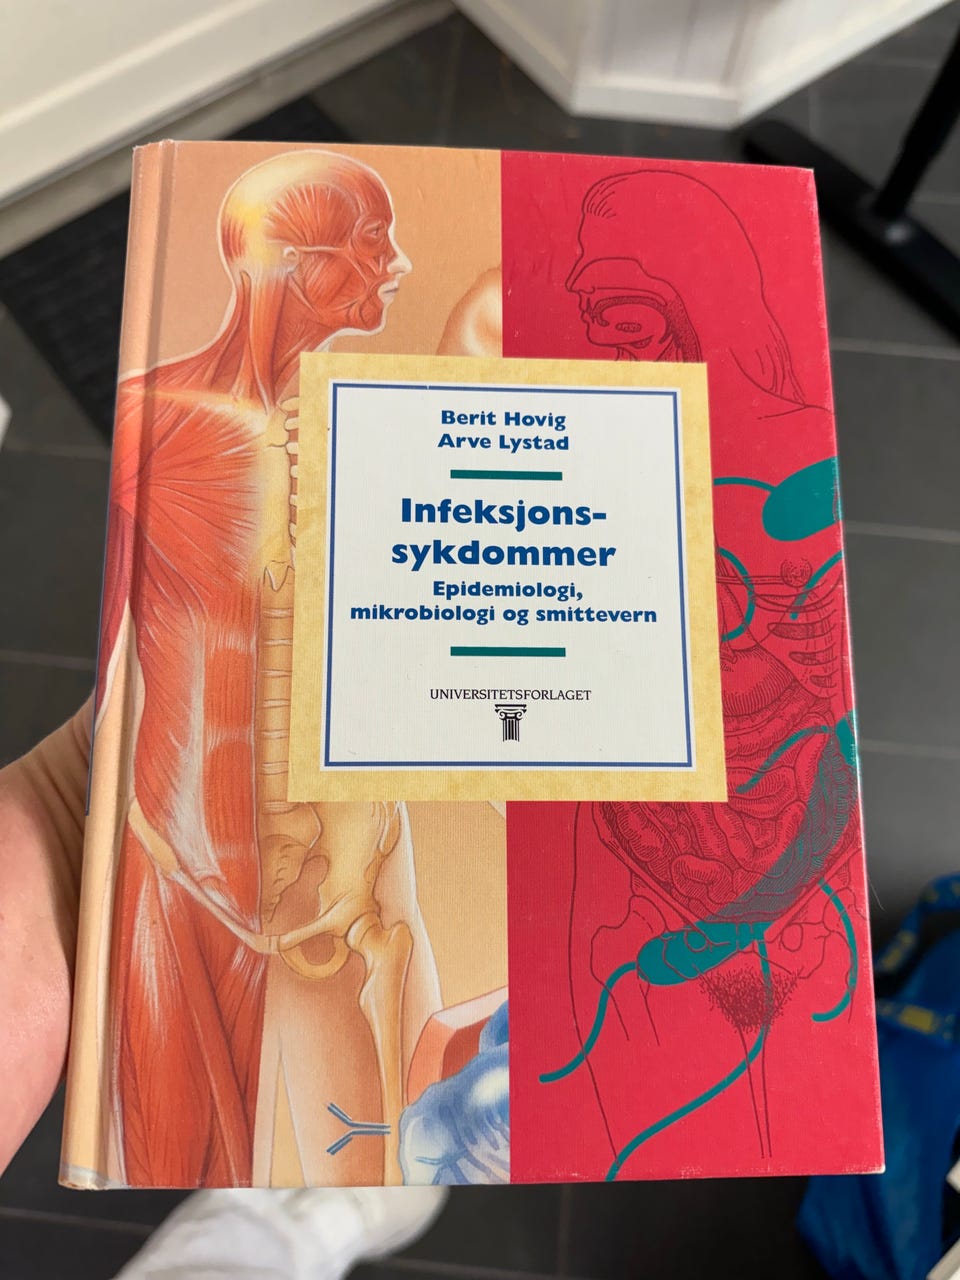 Berit Hovig
Arve Lystad
Infeksjons-
sykdommer
Epidemiologi,
mikrobiologi og smittevern
UNIVERSITETSFORLAGET